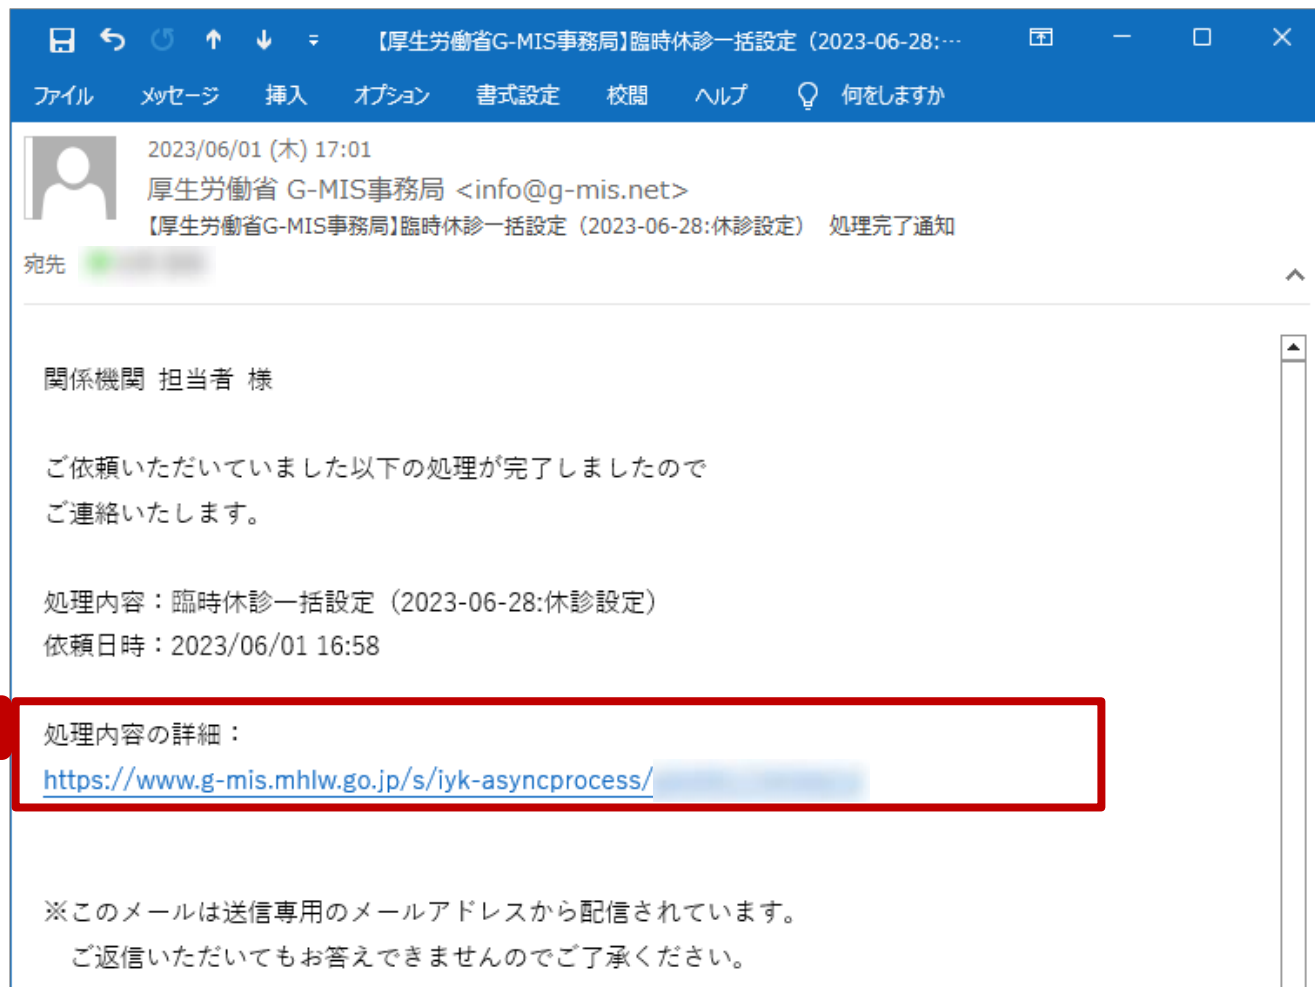 【厚生労働省G-MIS事務局】臨時休診一括設定（2023-06-28:…
ファイル メッセージ 挿入 オプション 書式設定 校閲 ヘルプ 何をしますか
2023/06/01 (木) 17:01
厚生労働省 G-MIS事務局 <info@g-mis.net>
【厚生労働省G-MIS事務局】臨時休診一括設定（2023-06-28:休診設定） 処理完了通知
宛先
関係機関 担当者 様
ご依頼いただいていました以下の処理が完了しましたので
ご連絡いたします。
処理内容：臨時休診一括設定（2023-06-28:休診設定）
依頼日時：2023/06/01 16:58
処理内容の詳細：
https://www.g-mis.mhlw.go.jp/s/iyk-asyncprocess/
※このメールは送信専用のメールアドレスから配信されています。
ご返信いただいてもお答えできませんのでご了承ください。